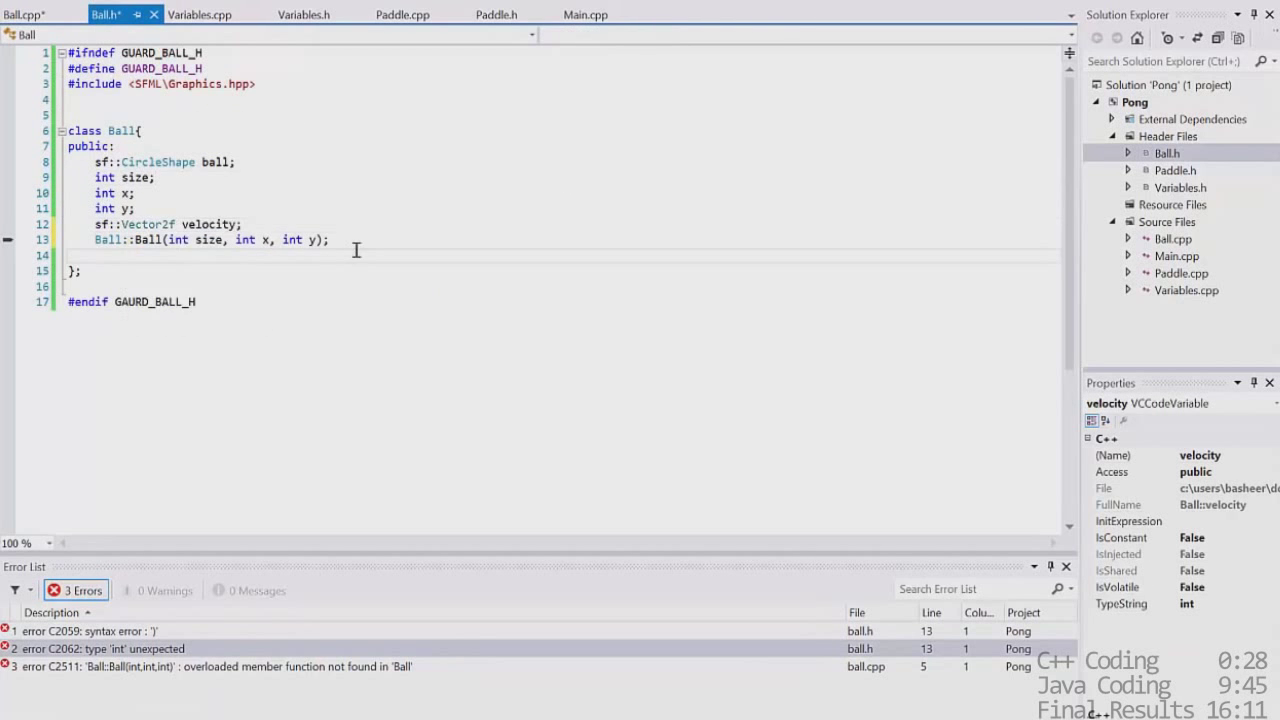 Ball.cpp* Ball.h* Variables.cpp Variables.h Paddle.cpp Paddle.h Main.cpp
Ball
1 #ifndef GUARD_BALL_H
2 #define GUARD_BALL_H
3 #include <SFML\Graphics.hpp>
4
5
6 class Ball{
7 public:
8 sf::CircleShape ball;
9 int size;
10 int x;
11 int y;
12 sf::Vector2f velocity;
13 Ball::Ball(int size, int x, int y);
14
15 };
16
17 #endif GAURD_BALL_H
100 %
Solution Explorer
Search Solution Explorer (Ctrl+;)
Solution 'Pong' (1 project)
Pong
External Dependencies
Header Files
Ball.h
Paddle.h
Variables.h
Resource Files
Source Files
Ball.cpp
Main.cpp
Paddle.cpp
Variables.cpp
Properties
velocity VCCodeVariable
C++
(Name) velocity
Access public
File c:\users\basheer\do
FullName Ball::velocity
InitExpression
IsConstant False
IsInjected False
IsShared False
IsVolatile False
TypeString int
C++
Error List
3 Errors 0 Warnings 0 Messages
Search Error List
Description File Line Colu... Project
1 error C2059: syntax error : ')' ball.h 13 1 Pong
2 error C2062: type 'int' unexpected ball.h 13 1 Pong
3 error C2511: 'Ball::Ball(int,int,int)' : overloaded member function not found in 'Ball' ball.cpp 5 1 Pong
C++ Coding 0:28
Java Coding 9:45
Final Results 16:11